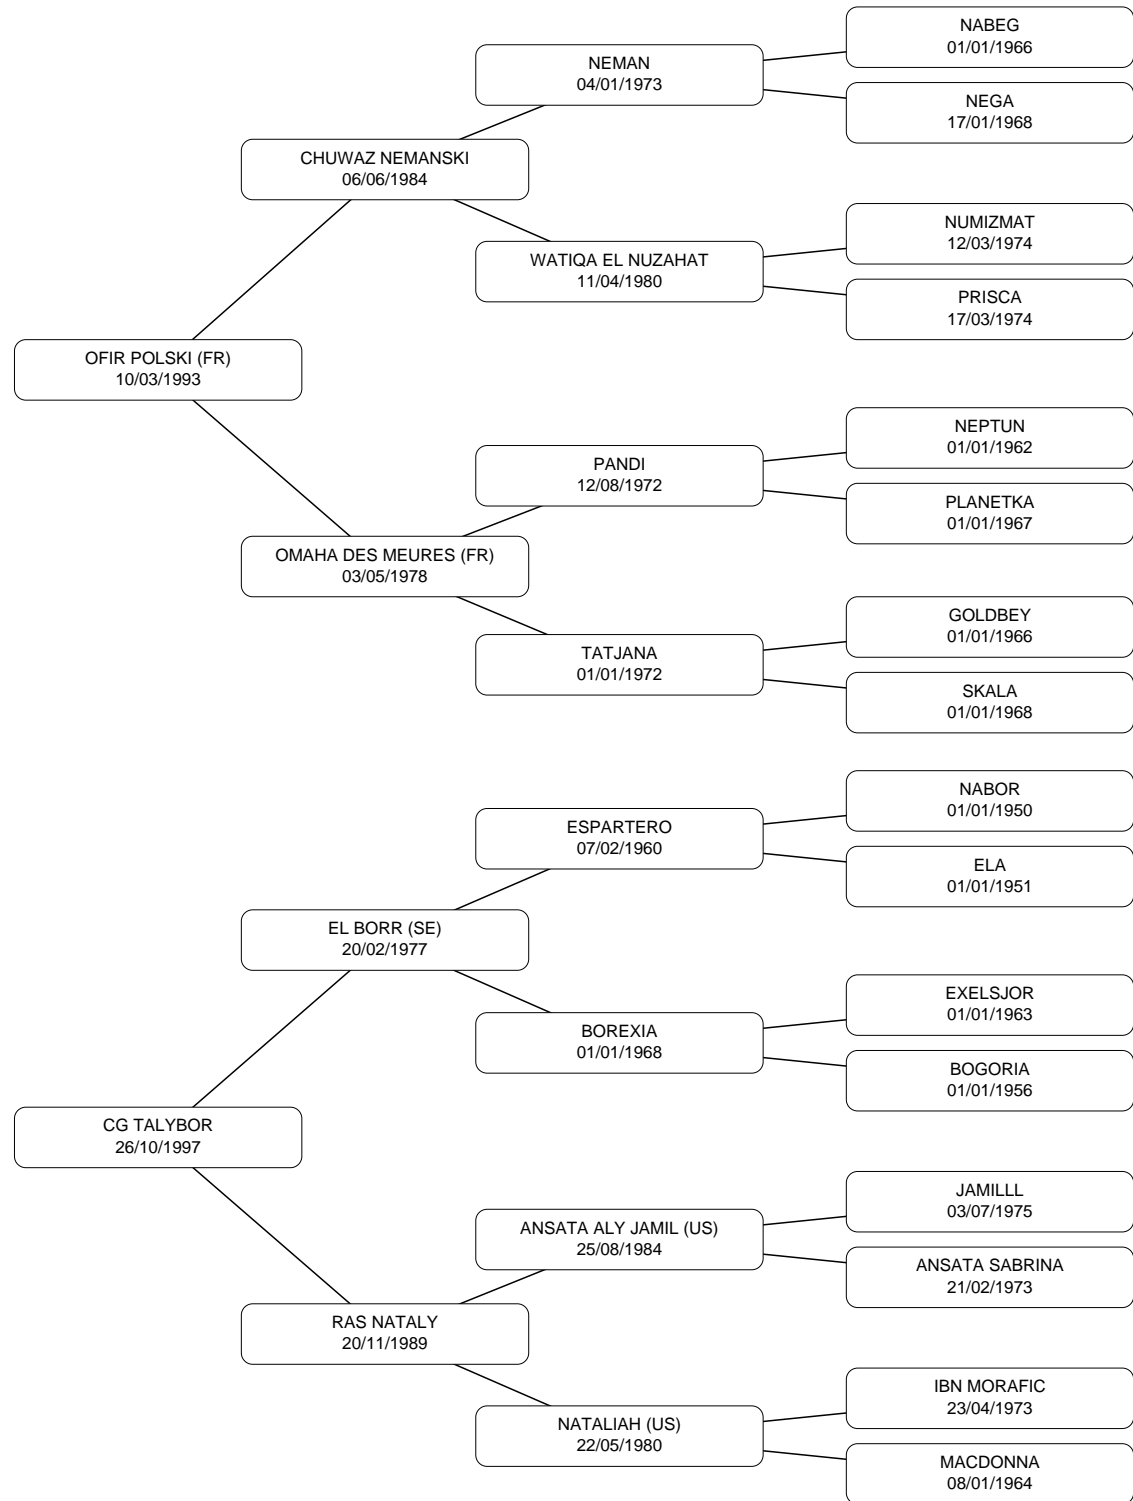 NABEG
01/01/1966
NEMAN
04/01/1973
NEGA
17/01/1968
CHUWAZ NEMANSKI
06/06/1984
NUMIZMAT
12/03/1974
WATIQA EL NUZAHAT
11/04/1980
PRISCA
17/03/1974
OFIR POLSKI (FR)
10/03/1993
NEPTUN
01/01/1962
PANDI
12/08/1972
PLANETKA
01/01/1967
OMAHA DES MEURES (FR)
03/05/1978
GOLDBEY
01/01/1966
TATJANA
01/01/1972
SKALA
01/01/1968
NABOR
01/01/1950
ESPARTERO
07/02/1960
ELA
01/01/1951
EL BORR (SE)
20/02/1977
EXELSJOR
01/01/1963
BOREXIA
01/01/1968
BOGORIA
01/01/1956
CG TALYBOR
26/10/1997
JAMILLL
03/07/1975
ANSATA ALY JAMIL (US)
25/08/1984
ANSATA SABRINA
21/02/1973
RAS NATALY
20/11/1989
IBN MORAFIC
23/04/1973
NATALIAH (US)
22/05/1980
MACDONNA
08/01/1964